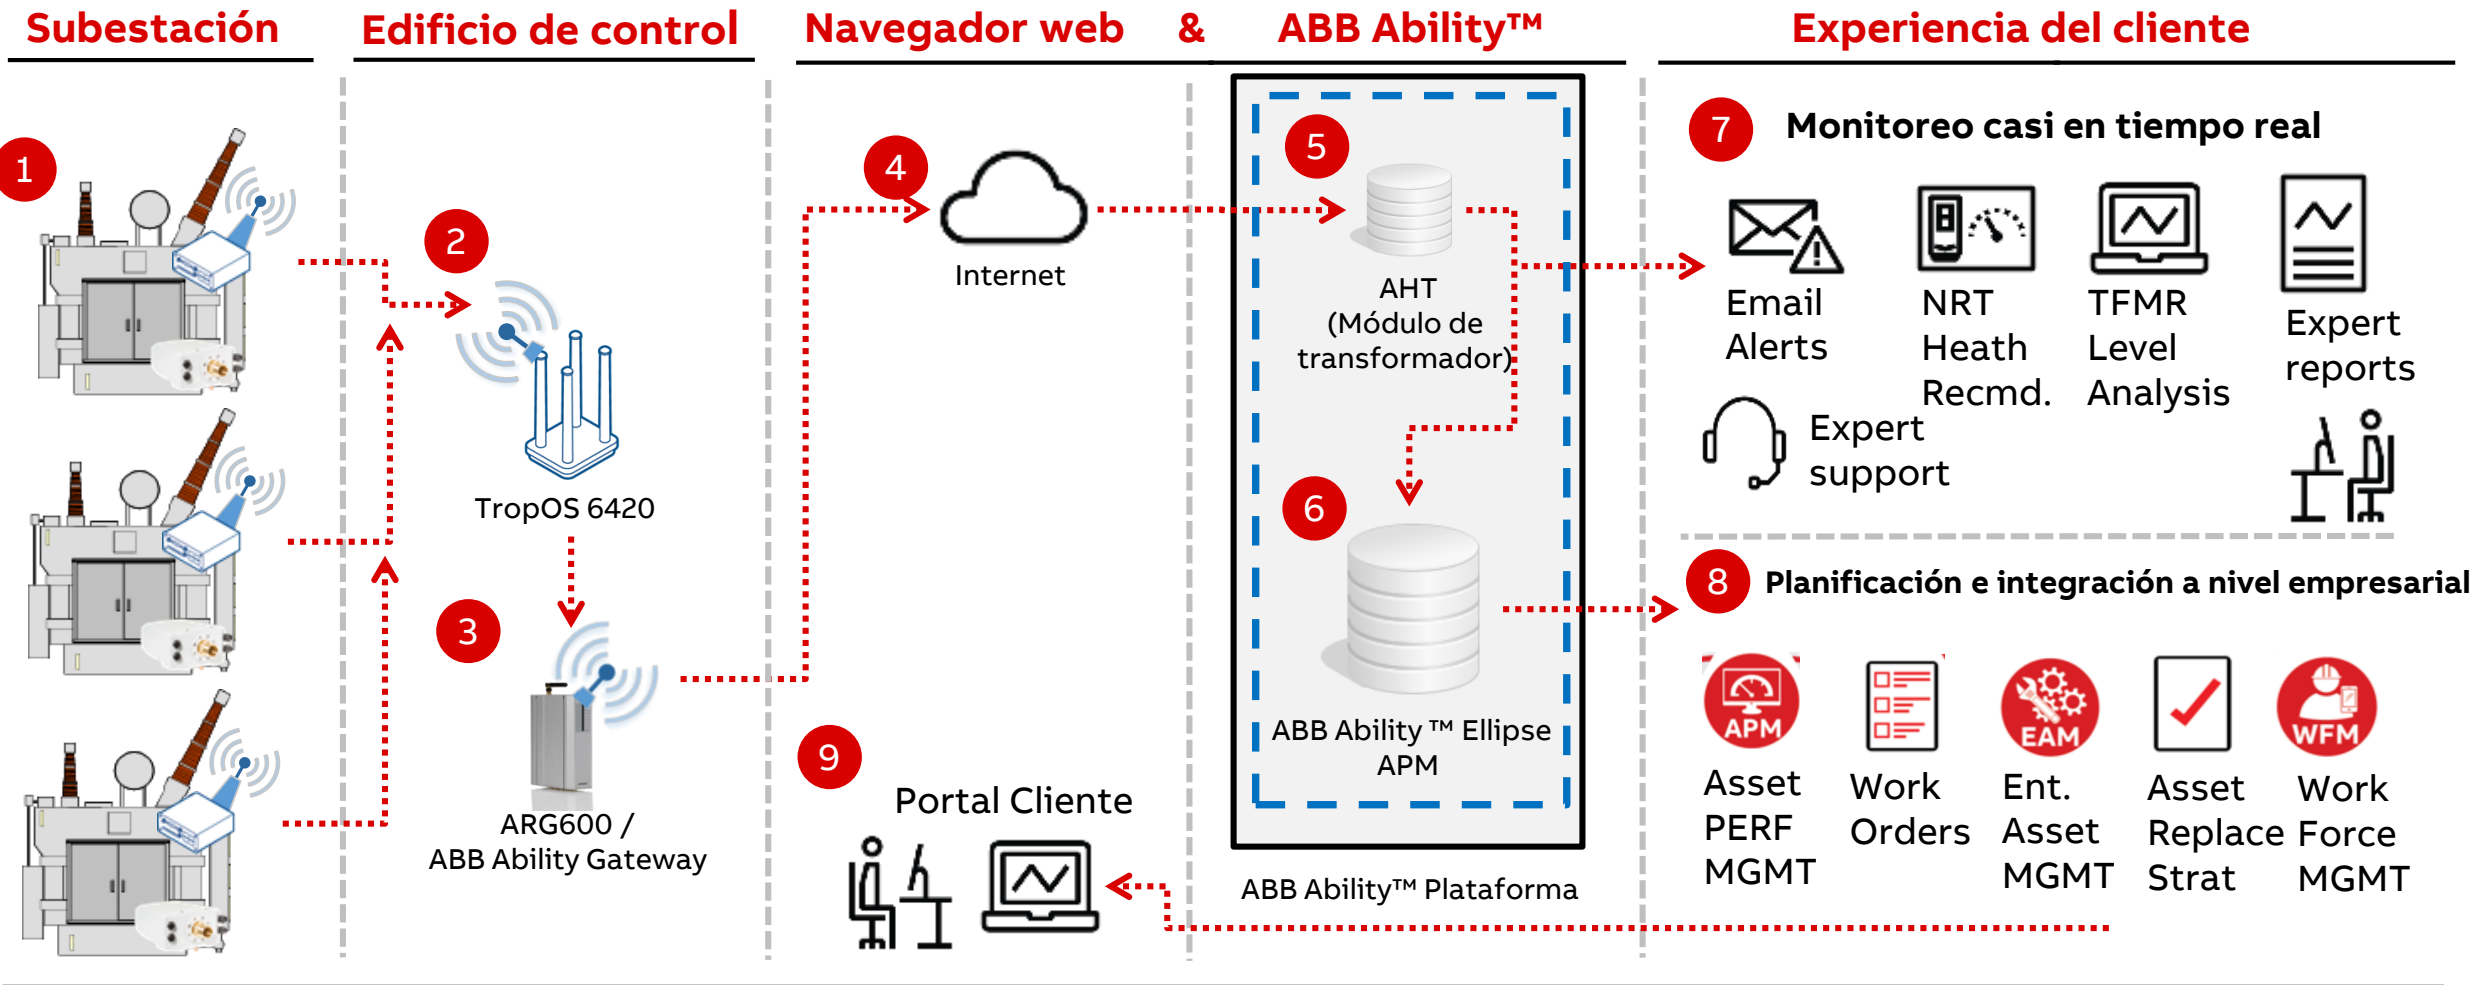 Subestación
Edificio de control
Navegador web & ABB Ability™
Experiencia del cliente
1
2
TropOS 6420
3
ARG600 /
ABB Ability Gateway
4
Internet
5
AHT
(Módulo de
transformador)
6
ABB Ability ™ Ellipse
APM
ABB Ability™ Plataforma
7
Monitoreo casi en tiempo real
Email
Alerts
NRT
Heath
Recmd.
TFMR
Level
Analysis
Expert
reports
Expert
support
8
Planificación e integración a nivel empresarial
APM
Asset
PERF
MGMT
Work
Orders
EAM
Ent.
Asset
MGMT
Asset
Replace
Strat
WFM
Work
Force
MGMT
9
Portal Cliente